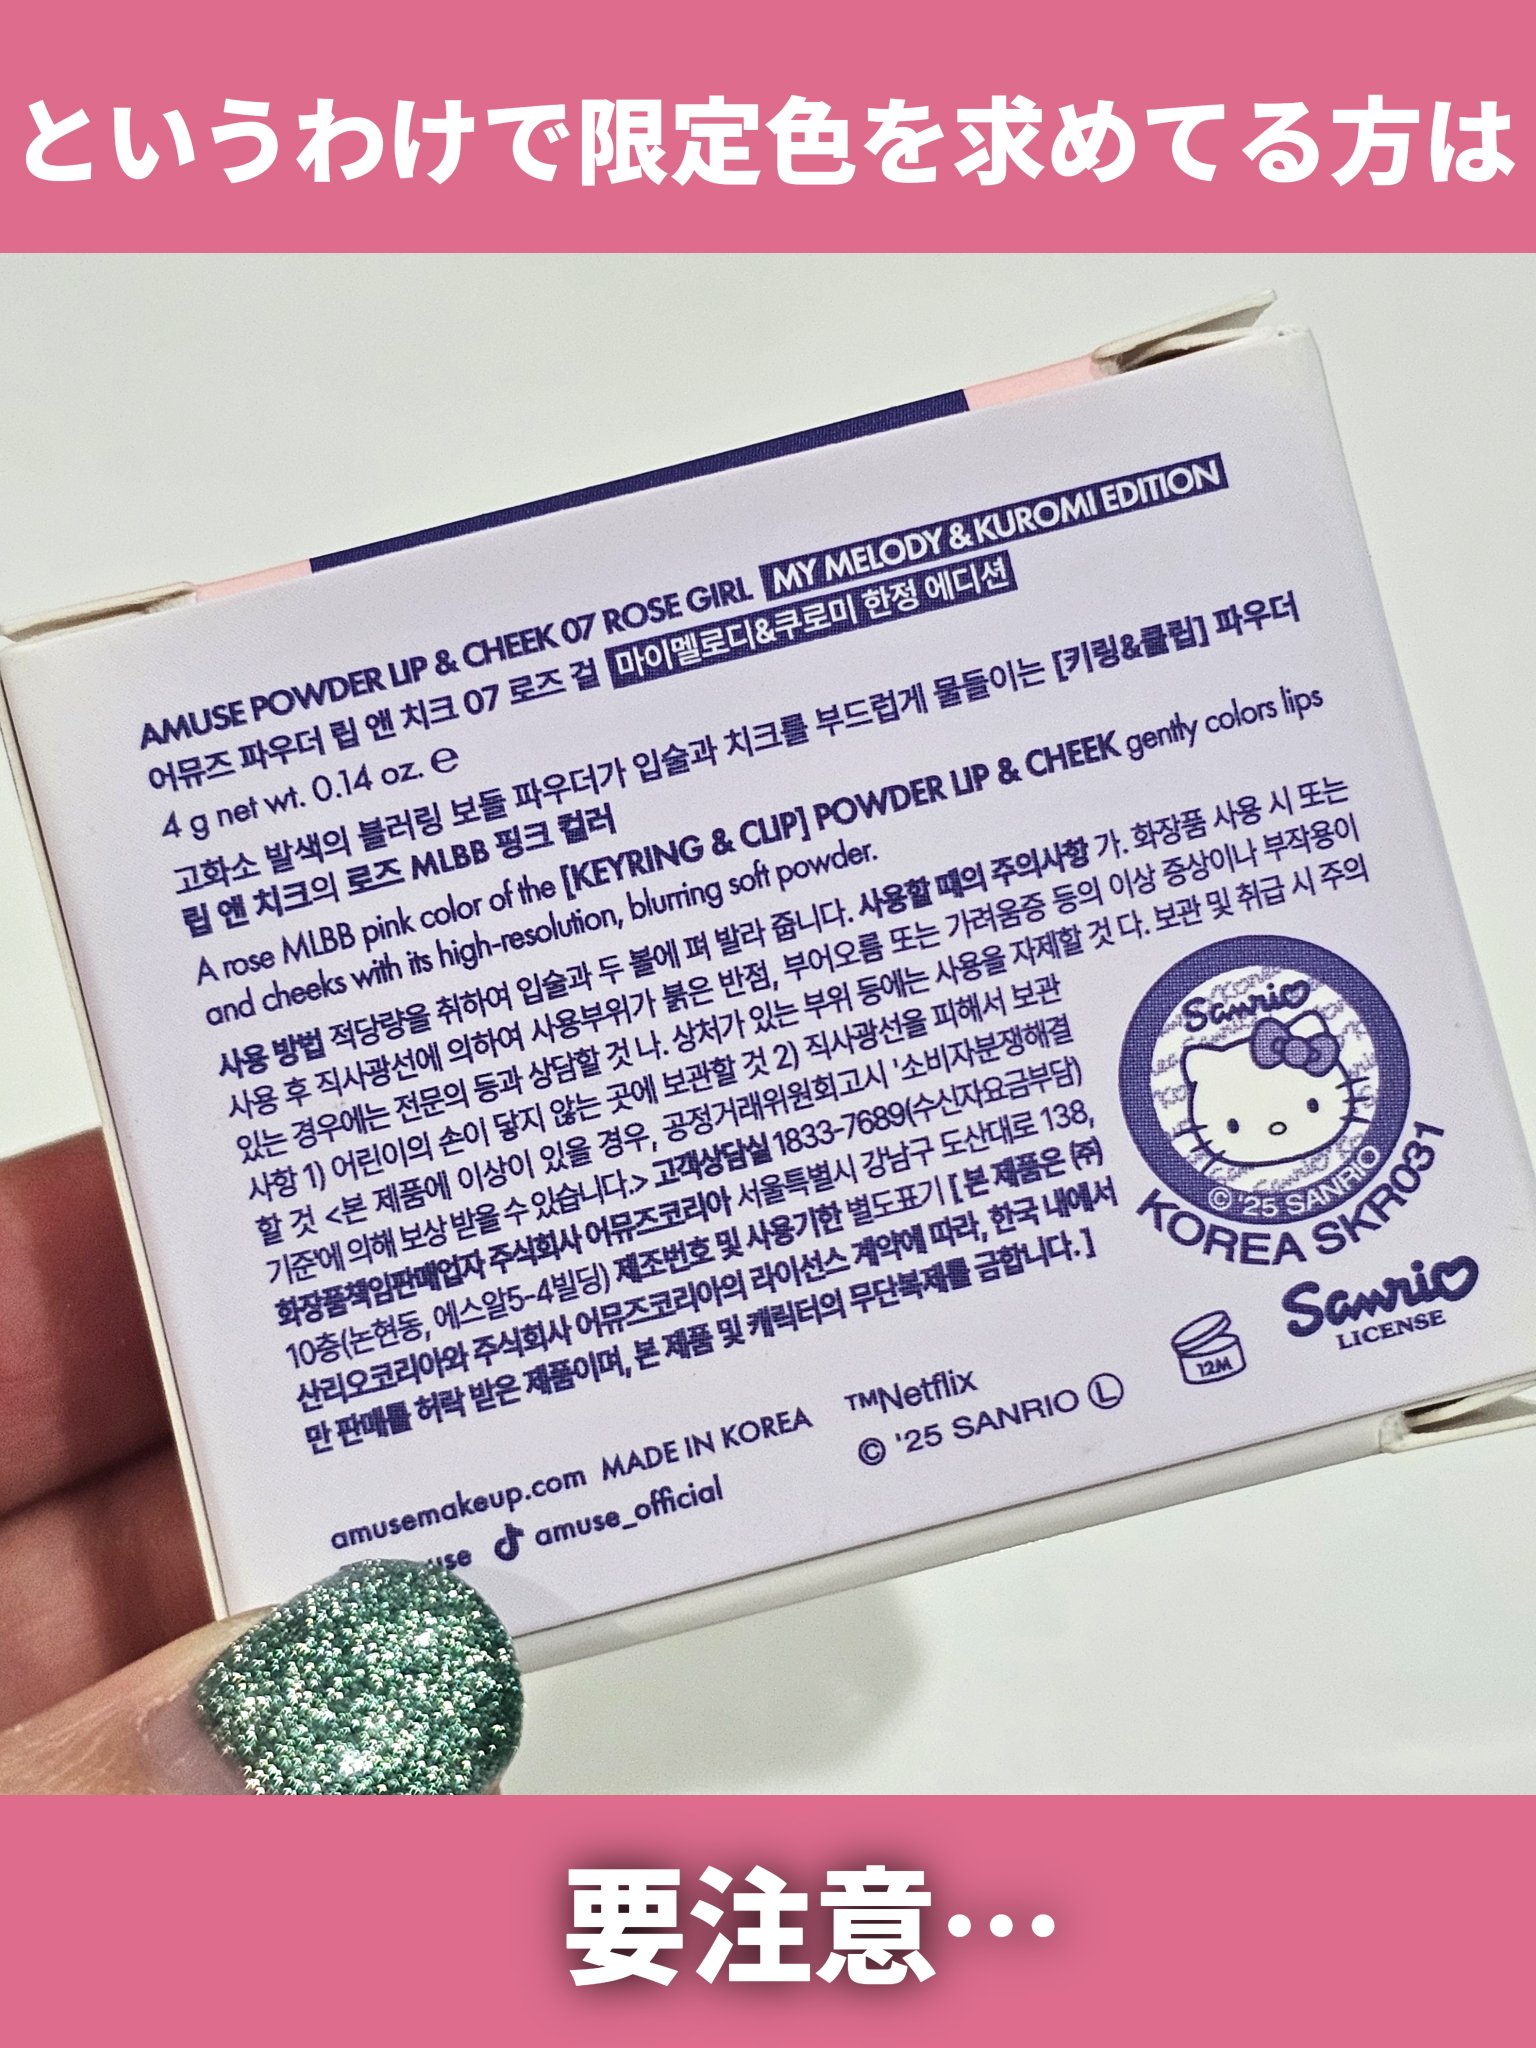 というわけで限定色を求めてる方は
AMUSE POWDER LIP & CHEEK 07 ROSE GIRL MY MELODY & KUROMI EDITION
어뮤즈 파우더 립 앤 치크 07 로즈 걸 마이멜로디&쿠로미 한정 에디션
4 g net wt. 0.14 oz. ℮
고화소 발색의 블러링 보들 파우더가 입술과 치크를 부드럽게 물들이는 [키링&클립] 파우더
립 앤 치크의 로즈 MLBB 핑크 컬러
A rose MLBB pink color of the [KEYRING & CLIP] POWDER LIP & CHEEK gently colors lips
and cheeks with its high-resolution, blurring soft powder.
사용 방법 적당량을 취하여 입술과 두 볼에 펴 발라 줍니다. 사용할 때의 주의사항 가. 화장품 사용 시 또는
사용 후 직사광선에 의하여 사용부위가 붉은 반점, 부어오름 또는 가려움증 등의 이상 증상이나 부작용이
있는 경우에는 전문의 등과 상담할 것 나. 상처가 있는 부위 등에는 사용을 자제할 것 다. 보관 및 취급 시 주의
사항 1) 어린이의 손이 닿지 않는 곳에 보관할 것 2) 직사광선을 피해서 보관
할 것 <본 제품에 이상이 있을 경우, 공정거래위원회고시 '소비자분쟁해결
기준'에 의해 보상 받을 수 있습니다.> 고객상담실 1833-7689(수신자요금부담)
화장품책임판매업자 주식회사 어뮤즈코리아 서울특별시 강남구 도산대로 138,
10층(논현동, 에스알5-4빌딩) 제조번호 및 사용기한 별도표기 [ 본 제품은 ㈜
산리오코리아와 주식회사 어뮤즈코리아의 라이선스 계약에 따라, 한국 내에서
만 판매를 허락 받은 제품이며, 본 제품 및 캐릭터의 무단복제를 금합니다. ]
Sanrio
© '25 SANRIO
KOREA SKR031
Sanrio
LICENSE
12M
amusemakeup.com MADE IN KOREA
™Netflix
amuse_official
© '25 SANRIO Ⓛ
要注意…